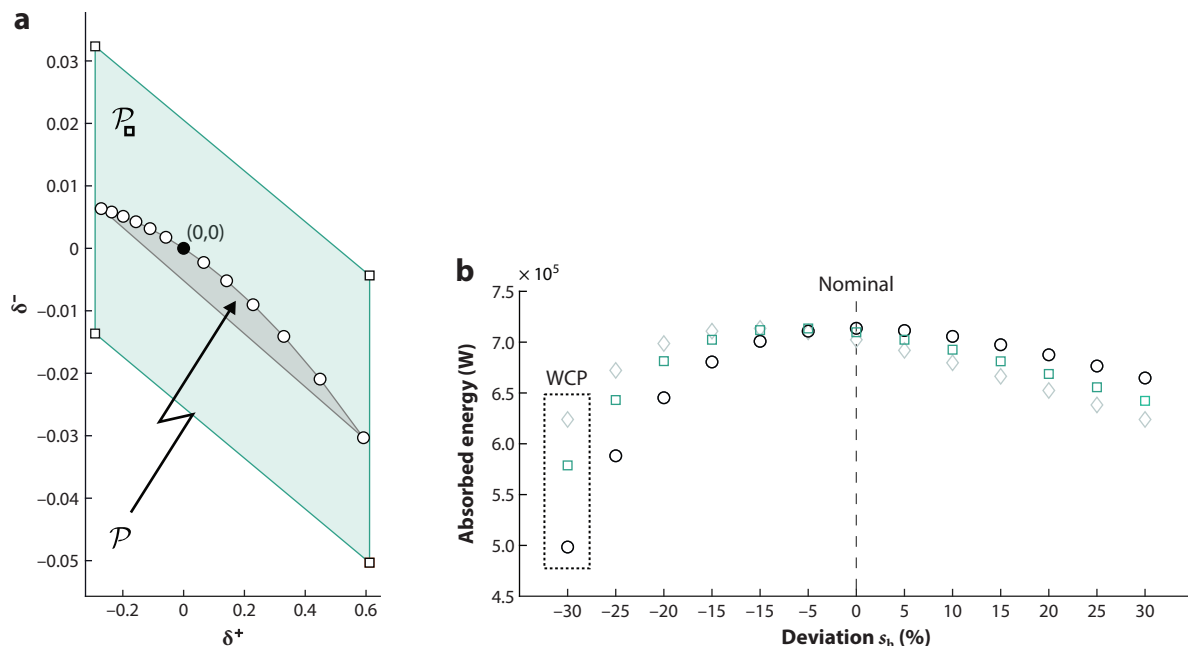 a
0.03
0.02
0.01
0
−0.01
−0.02
−0.03
−0.04
−0.05
δ⁻
𝒫□
(0,0)
𝒫
−0.2 0 0.2 0.4 0.6
δ⁺
b
× 10⁵
7.5
7.0
6.5
6.0
5.5
5.0
4.5
Absorbed energy (W)
Nominal
WCP
−30 −25 −20 −15 −15 −5 0 5 10 15 20 25 30
Deviation s_h (%)